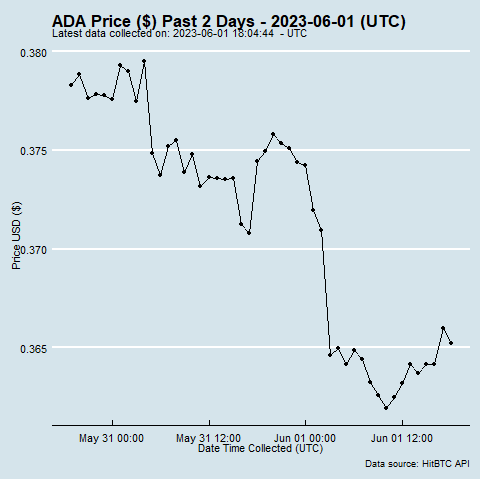 ADA Price ($) Past 2 Days - 2023-06-01 (UTC)
Latest data collected on: 2023-06-01 18:04:44 - UTC
0.380
0.375
0.370
0.365
Price USD ($)
May 31 00:00
May 31 12:00
Jun 01 00:00
Jun 01 12:00
Date Time Collected (UTC)
Data source: HitBTC API